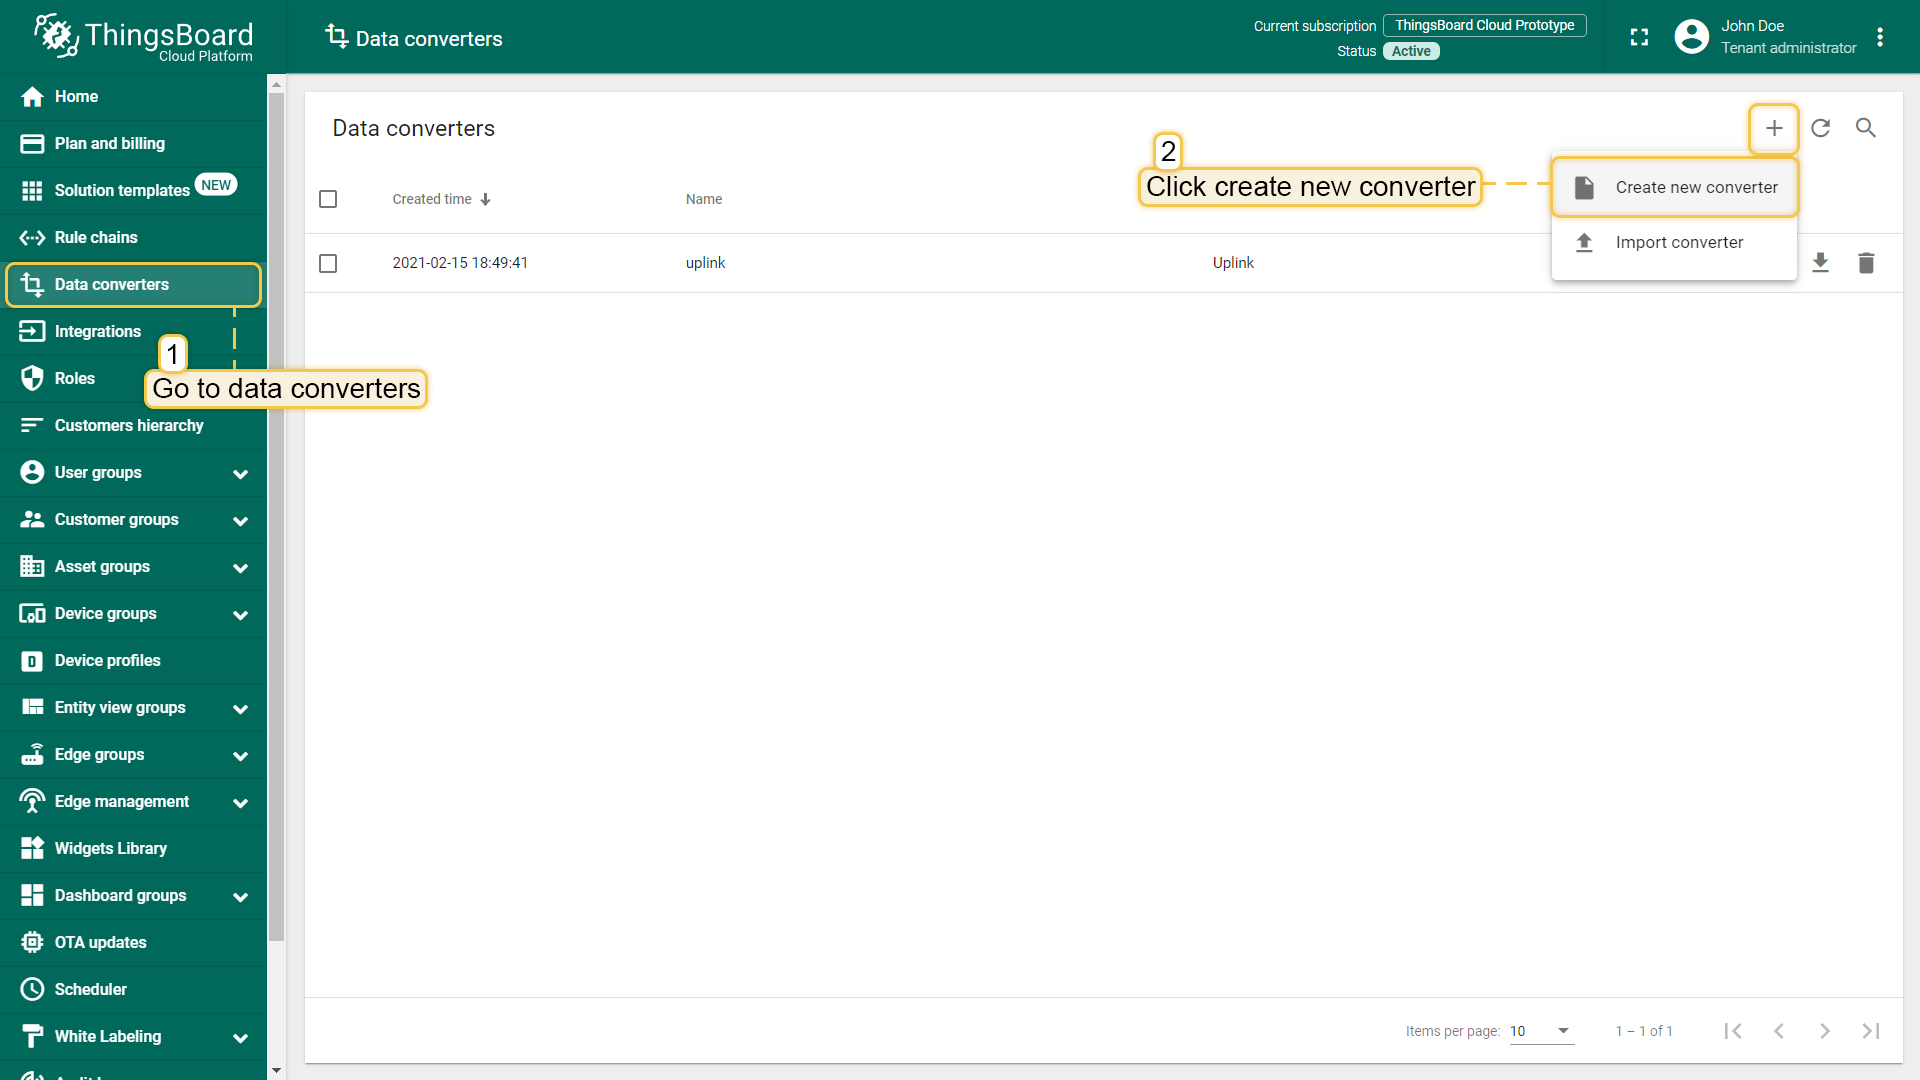 ThingsBoard
Cloud Platform
Data converters
Current subscription ThingsBoard Cloud Prototype
Status Active
John Doe
Tenant administrator
Home
Plan and billing
Solution templates NEW
Rule chains
Data converters
Integrations
Roles
Customers hierarchy
User groups
Customer groups
Asset groups
Device groups
Device profiles
Entity view groups
Edge groups
Edge management
Widgets Library
Dashboard groups
OTA updates
Scheduler
White Labeling
1
Go to data converters
Data converters
2
Click create new converter
Create new converter
Import converter
Created time Name
2021-02-15 18:49:41 uplink Uplink
Items per page: 10 1 – 1 of 1